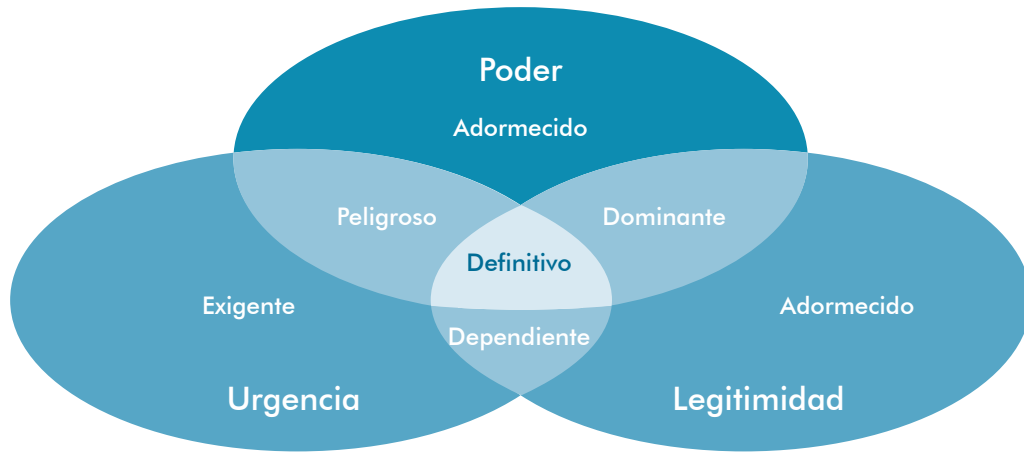 Poder
Adormecido
Peligroso
Dominante
Definitivo
Exigente
Adormecido
Dependiente
Urgencia
Legitimidad